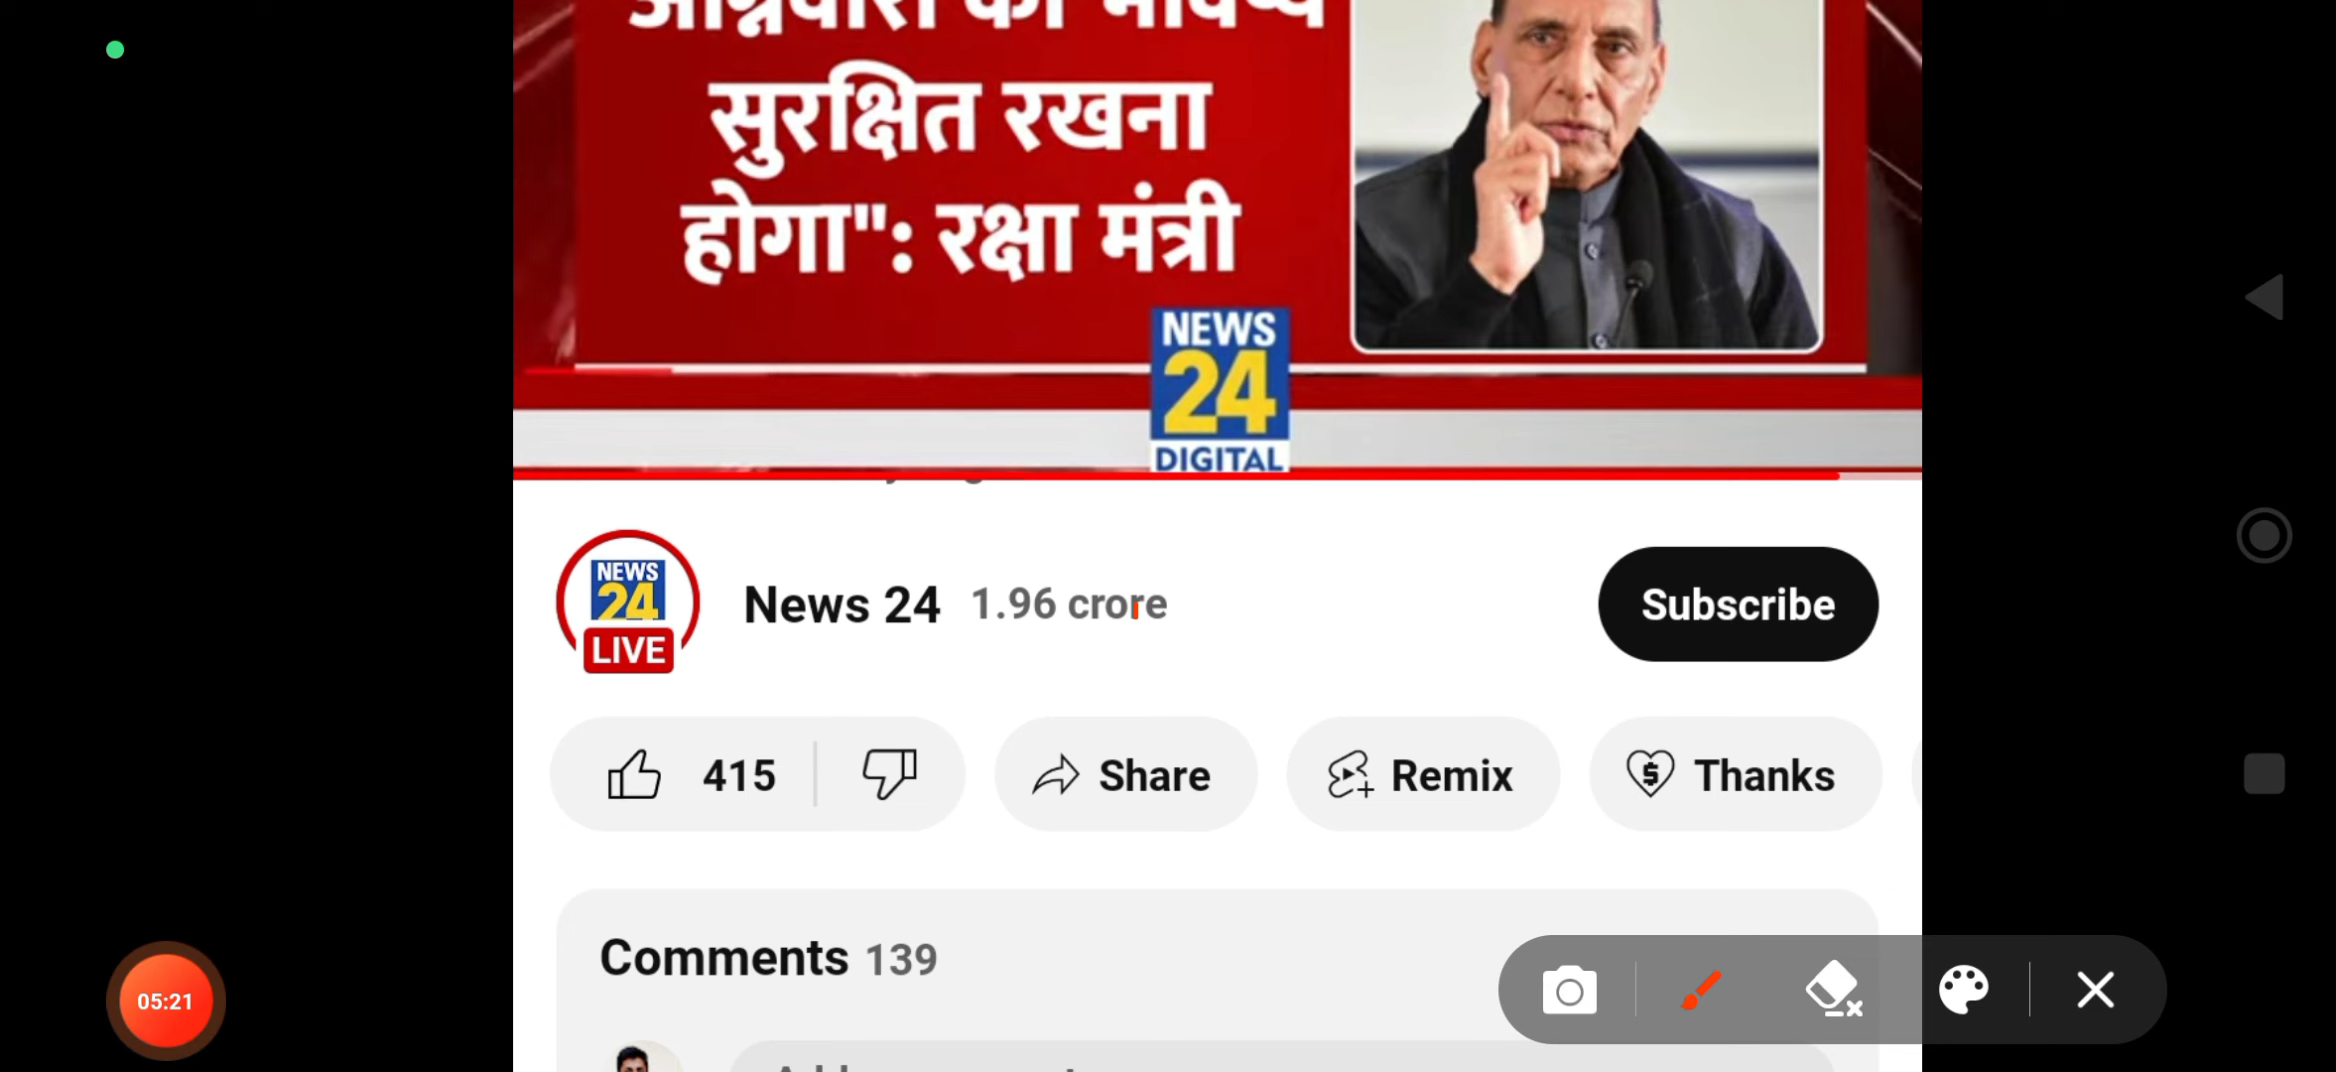 सुरक्षित रखना
होगा": रक्षा मंत्री
NEWS
24
DIGITAL
NEWS
24
LIVE
News 24 1.96 crore
Subscribe
415
Share
Remix
Thanks
Comments 139
05:21